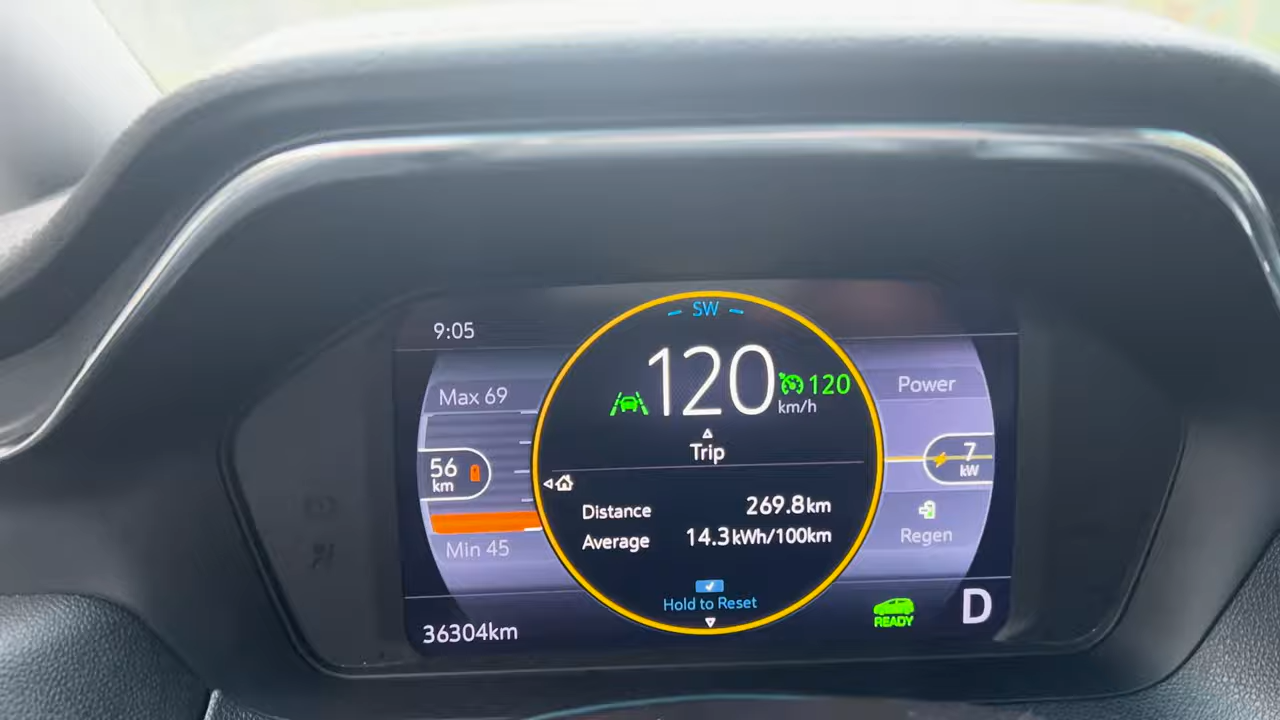 SW
9:05
Max 69
120
120
km/h
Power
Trip
56
km
7
kW
Distance 269.8km
Average 14.3kWh/100km
Min 45
Regen
Hold to Reset
36304km
READY
D